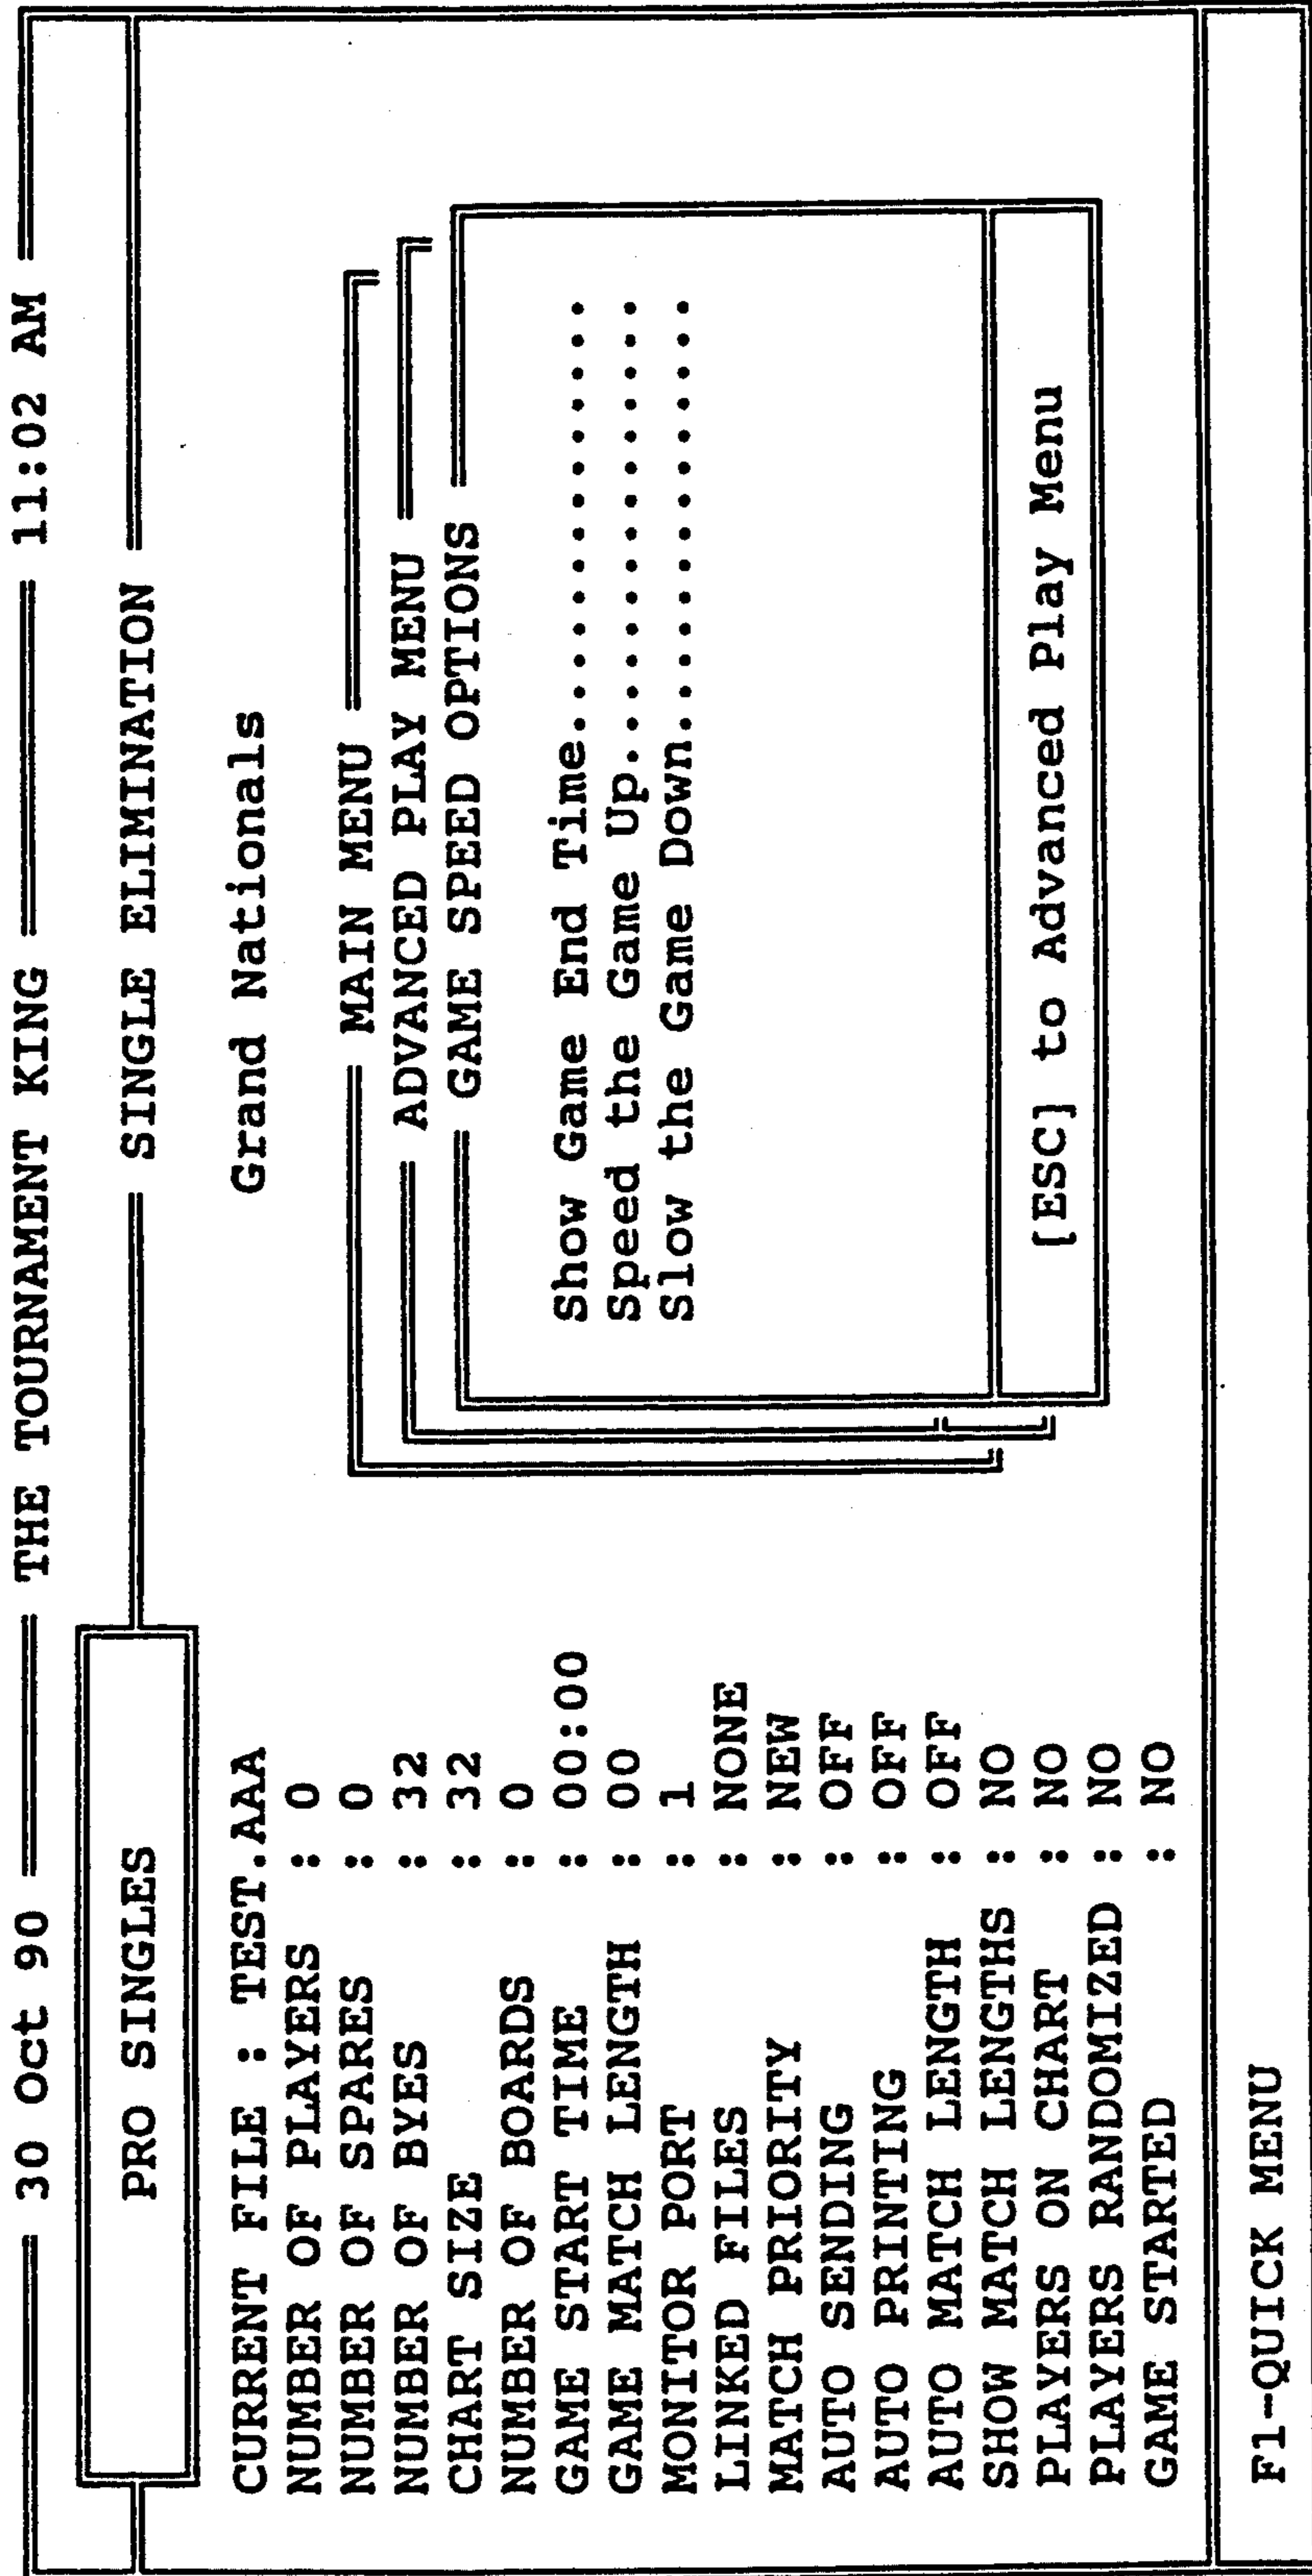 30 Oct 90 THE TOURNAMENT KING 11:02 AM
PRO SINGLES
SINGLE ELIMINATION
CURRENT FILE : TEST.AAA
NUMBER OF PLAYERS : 0
NUMBER OF SPARES : 0
NUMBER OF BYES : 32
CHART SIZE : 32
NUMBER OF BOARDS : 0
GAME START TIME : 00:00
GAME MATCH LENGTH : 00
MONITOR PORT : 1
LINKED FILES : NONE
MATCH PRIORITY : NEW
AUTO SENDING : OFF
AUTO PRINTING : OFF
AUTO MATCH LENGTH : OFF
SHOW MATCH LENGTHS : NO
PLAYERS ON CHART : NO
PLAYERS RANDOMIZED : NO
GAME STARTED : NO
Grand Nationals
MAIN MENU
ADVANCED PLAY MENU
GAME SPEED OPTIONS
Show Game End Time..............
Speed the Game Up..............
Slow the Game Down.............
[ESC] to Advanced Play Menu
F1-QUICK MENU